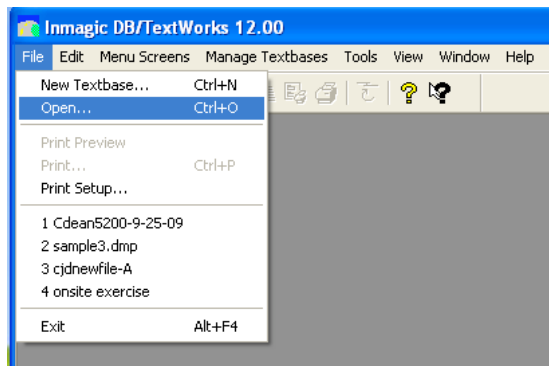 Inmagic DB/TextWorks 12.00
File Edit Menu Screens Manage Textbases Tools View Window Help
New Textbase... Ctrl+N
Open... Ctrl+O
Print Preview
Print... Ctrl+P
Print Setup...
1 Cdean5200-9-25-09
2 sample3.dmp
3 cjdnewfile-A
4 onsite exercise
Exit Alt+F4